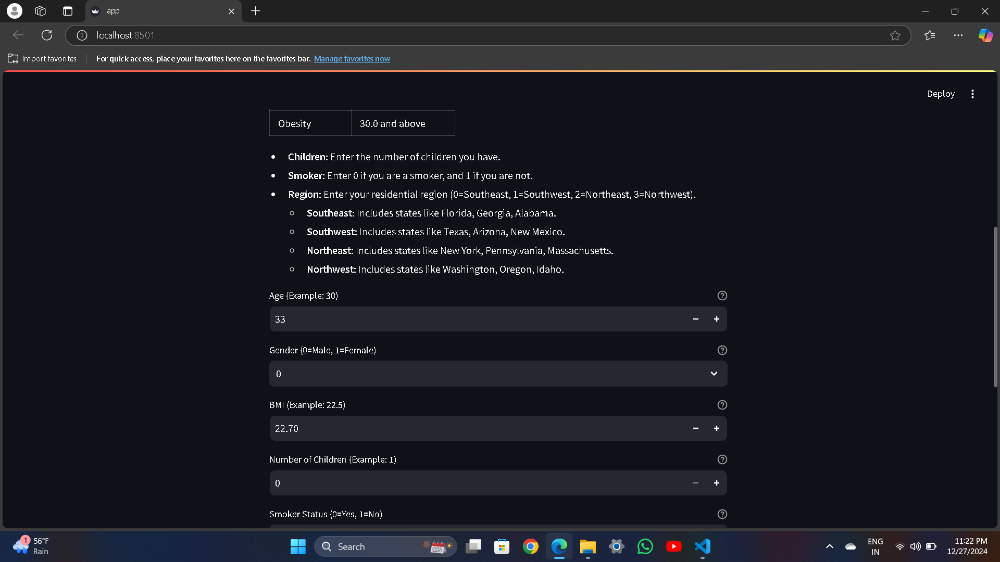 app
localhost:8501
Import favorites
For quick access, place your favorites here on the favorites bar. Manage favorites now
Deploy
Obesity 30.0 and above
Children: Enter the number of children you have.
Smoker: Enter 0 if you are a smoker, and 1 if you are not.
Region: Enter your residential region (0=Southeast, 1=Southwest, 2=Northeast, 3=Northwest).
Southeast: Includes states like Florida, Georgia, Alabama.
Southwest: Includes states like Texas, Arizona, New Mexico.
Northeast: Includes states like New York, Pennsylvania, Massachusetts.
Northwest: Includes states like Washington, Oregon, Idaho.
Age (Example: 30)
33
Gender (0=Male, 1=Female)
0
BMI (Example: 22.5)
22.70
Number of Children (Example: 1)
0
Smoker Status (0=Yes, 1=No)
1
56°F
Rain
Search
ENG
IN
11:22 PM
12/27/2024